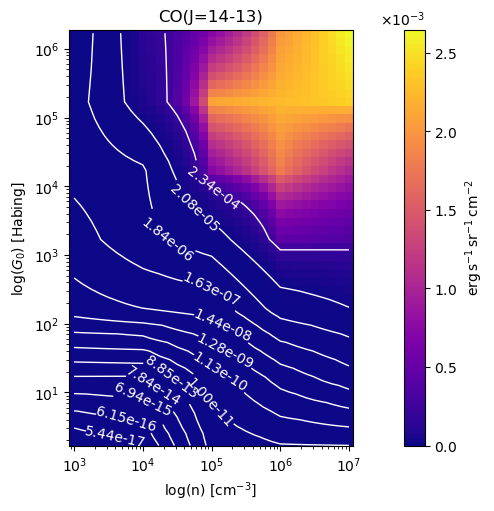 CO(J=14-13)
×10⁻³
10⁶
10⁵
10⁴
10³
10²
10¹
log(G₀) [Habing]
2.34e-04
2.08e-05
1.84e-06
1.63e-07
1.44e-08
1.28e-09
1.13e-10
1.00e-11
8.85e-13
7.84e-14
6.94e-15
6.15e-16
5.44e-17
10³ 10⁴ 10⁵ 10⁶ 10⁷
log(n) [cm⁻³]
2.5
2.0
1.5
1.0
0.5
0.0
erg s⁻¹ sr⁻¹ cm⁻²